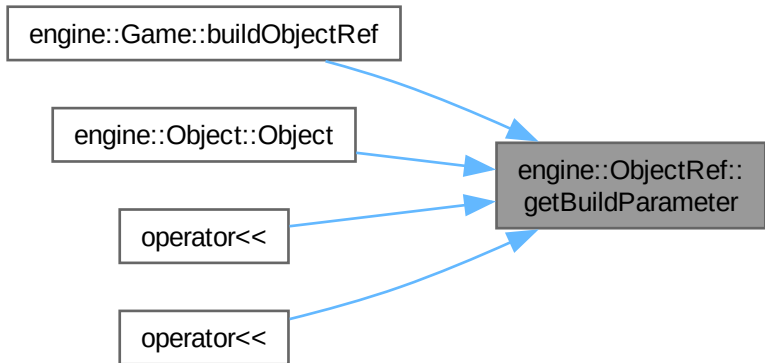 engine::Game::buildObjectRef
engine::Object::Object
engine::ObjectRef::
getBuildParameter
operator<<
operator<<